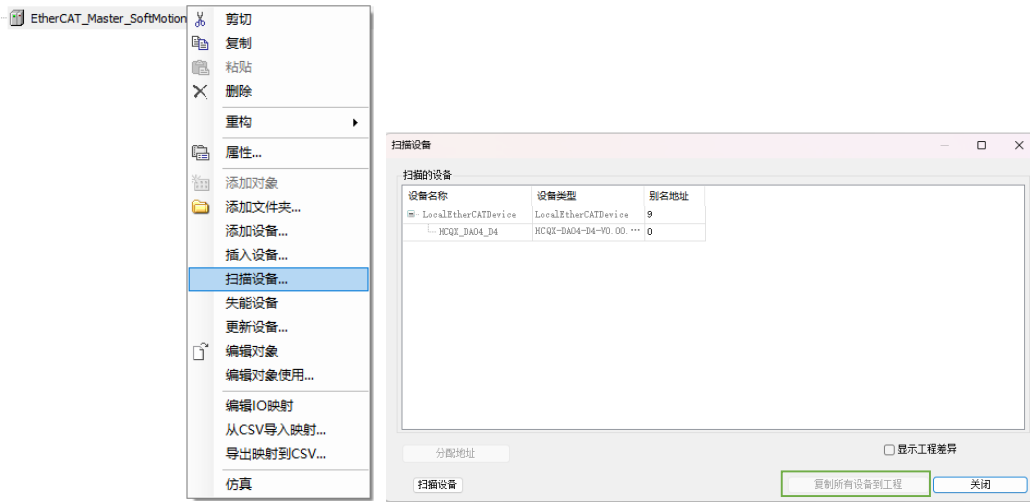 EtherCAT_Master_SoftMotion
剪切
复制
粘贴
删除
重构
属性...
添加对象
添加文件夹...
添加设备...
插入设备...
扫描设备...
失能设备
更新设备...
编辑对象
编辑对象使用...
编辑IO映射
从CSV导入映射...
导出映射到CSV...
仿真
扫描设备
扫描的设备
设备名称 设备类型 别名地址
LocalEtherCATDevice LocalEtherCATDevice 9
HCQX_DA04_D4 HCQX-DA04-D4-V0.00. ... 0
分配地址
显示工程差异
扫描设备
复制所有设备到工程
关闭